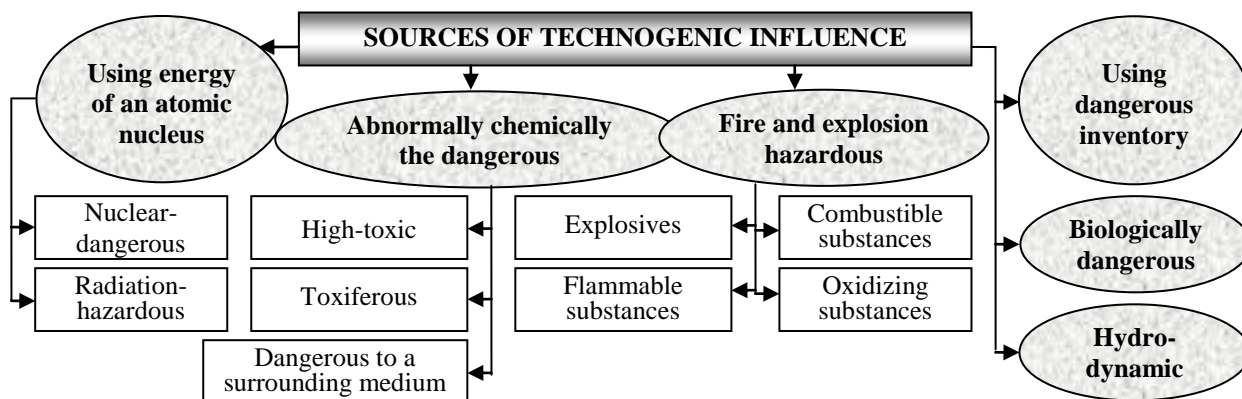 SOURCES OF TECHNOGENIC INFLUENCE
Using energy
of an atomic
nucleus
Abnormally chemically
the dangerous
Fire and explosion
hazardous
Using
dangerous
inventory
Nuclear-
dangerous
Radiation-
hazardous
High-toxic
Toxiferous
Dangerous to a
surrounding medium
Explosives
Flammable
substances
Combustible
substances
Oxidizing
substances
Biologically
dangerous
Hydro-
dynamic